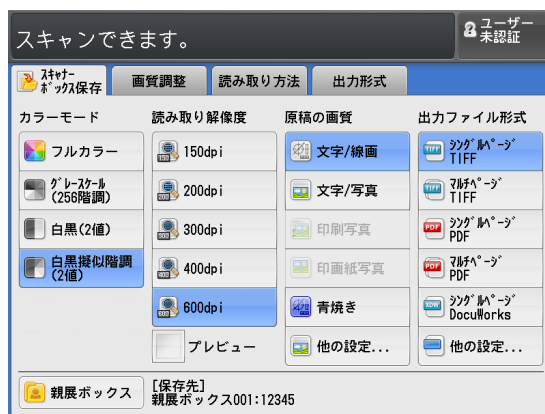 スキャンできます。
ユーザー
未認証
スキャナー
ボックス保存
画質調整
読み取り方法
出力形式
カラーモード
フルカラー
グレースケール
(256階調)
白黒(2値)
白黒擬似階調
(2値)
読み取り解像度
150dpi
200dpi
300dpi
400dpi
600dpi
プレビュー
原稿の画質
文字/線画
文字/写真
印刷写真
印画紙写真
青焼き
他の設定...
出力ファイル形式
シングルページ
TIFF
マルチページ
TIFF
シングルページ
PDF
マルチページ
PDF
シングルページ
DocuWorks
他の設定...
親展ボックス
[保存先]
親展ボックス001:12345